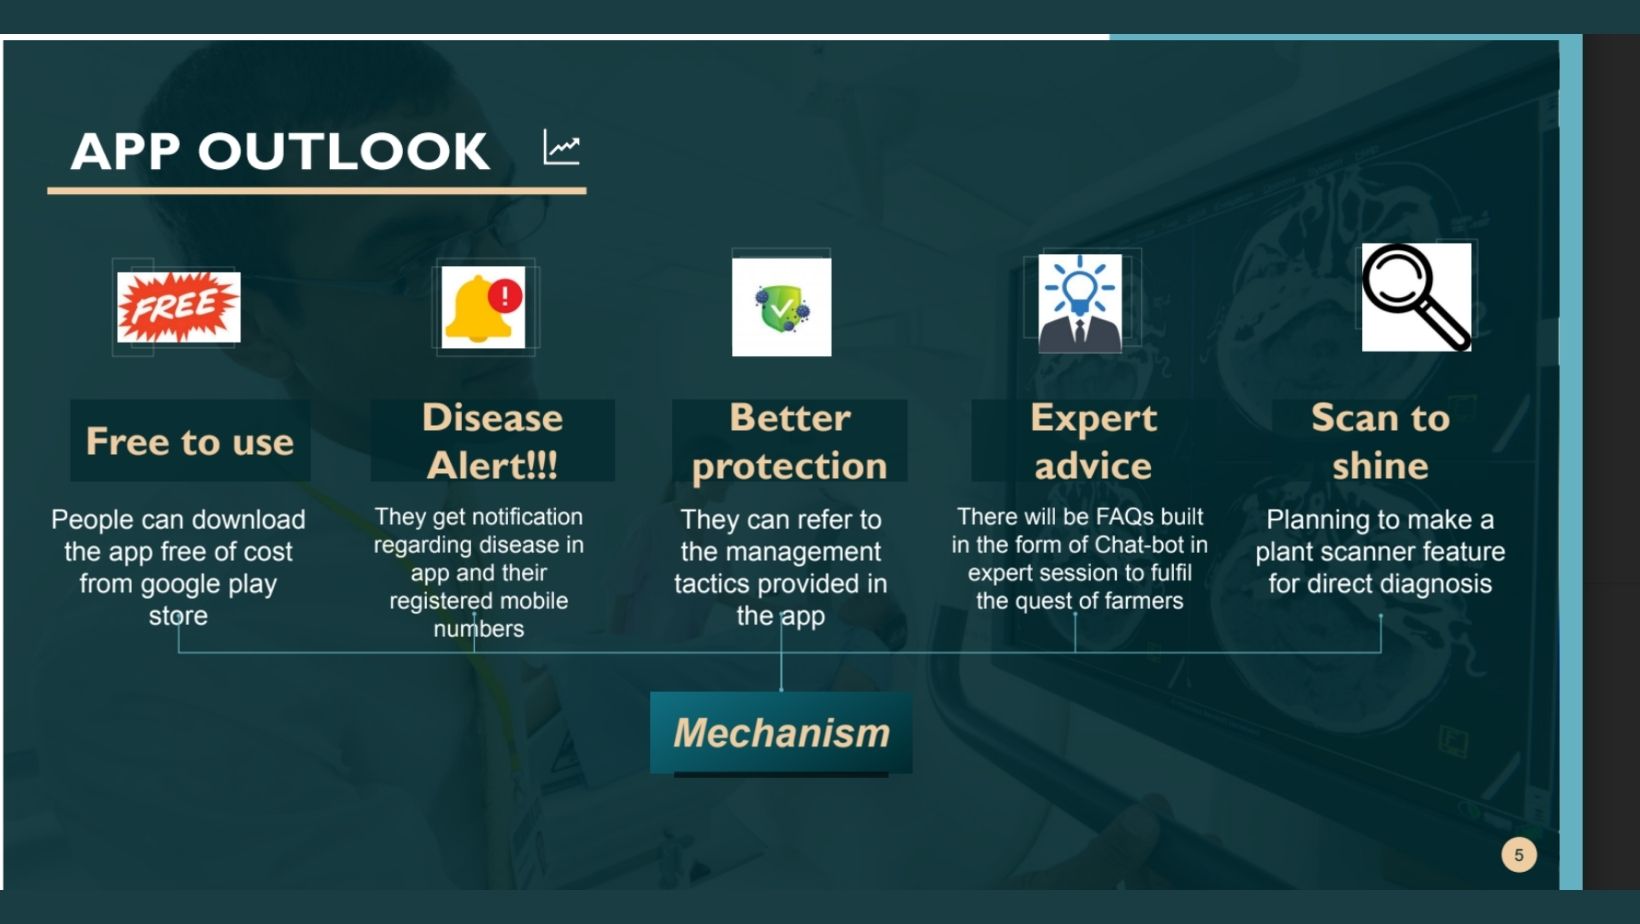 APP OUTLOOK
FREE
!
Free to use
People can download
the app free of cost
from google play
store
Disease
Alert!!!
They get notification
regarding disease in
app and their
registered mobile
numbers
Better
protection
They can refer to
the management
tactics provided in
the app
Expert
advice
There will be FAQs built
in the form of Chat-bot in
expert session to fulfil
the quest of farmers
Scan to
shine
Planning to make a
plant scanner feature
for direct diagnosis
Mechanism
5